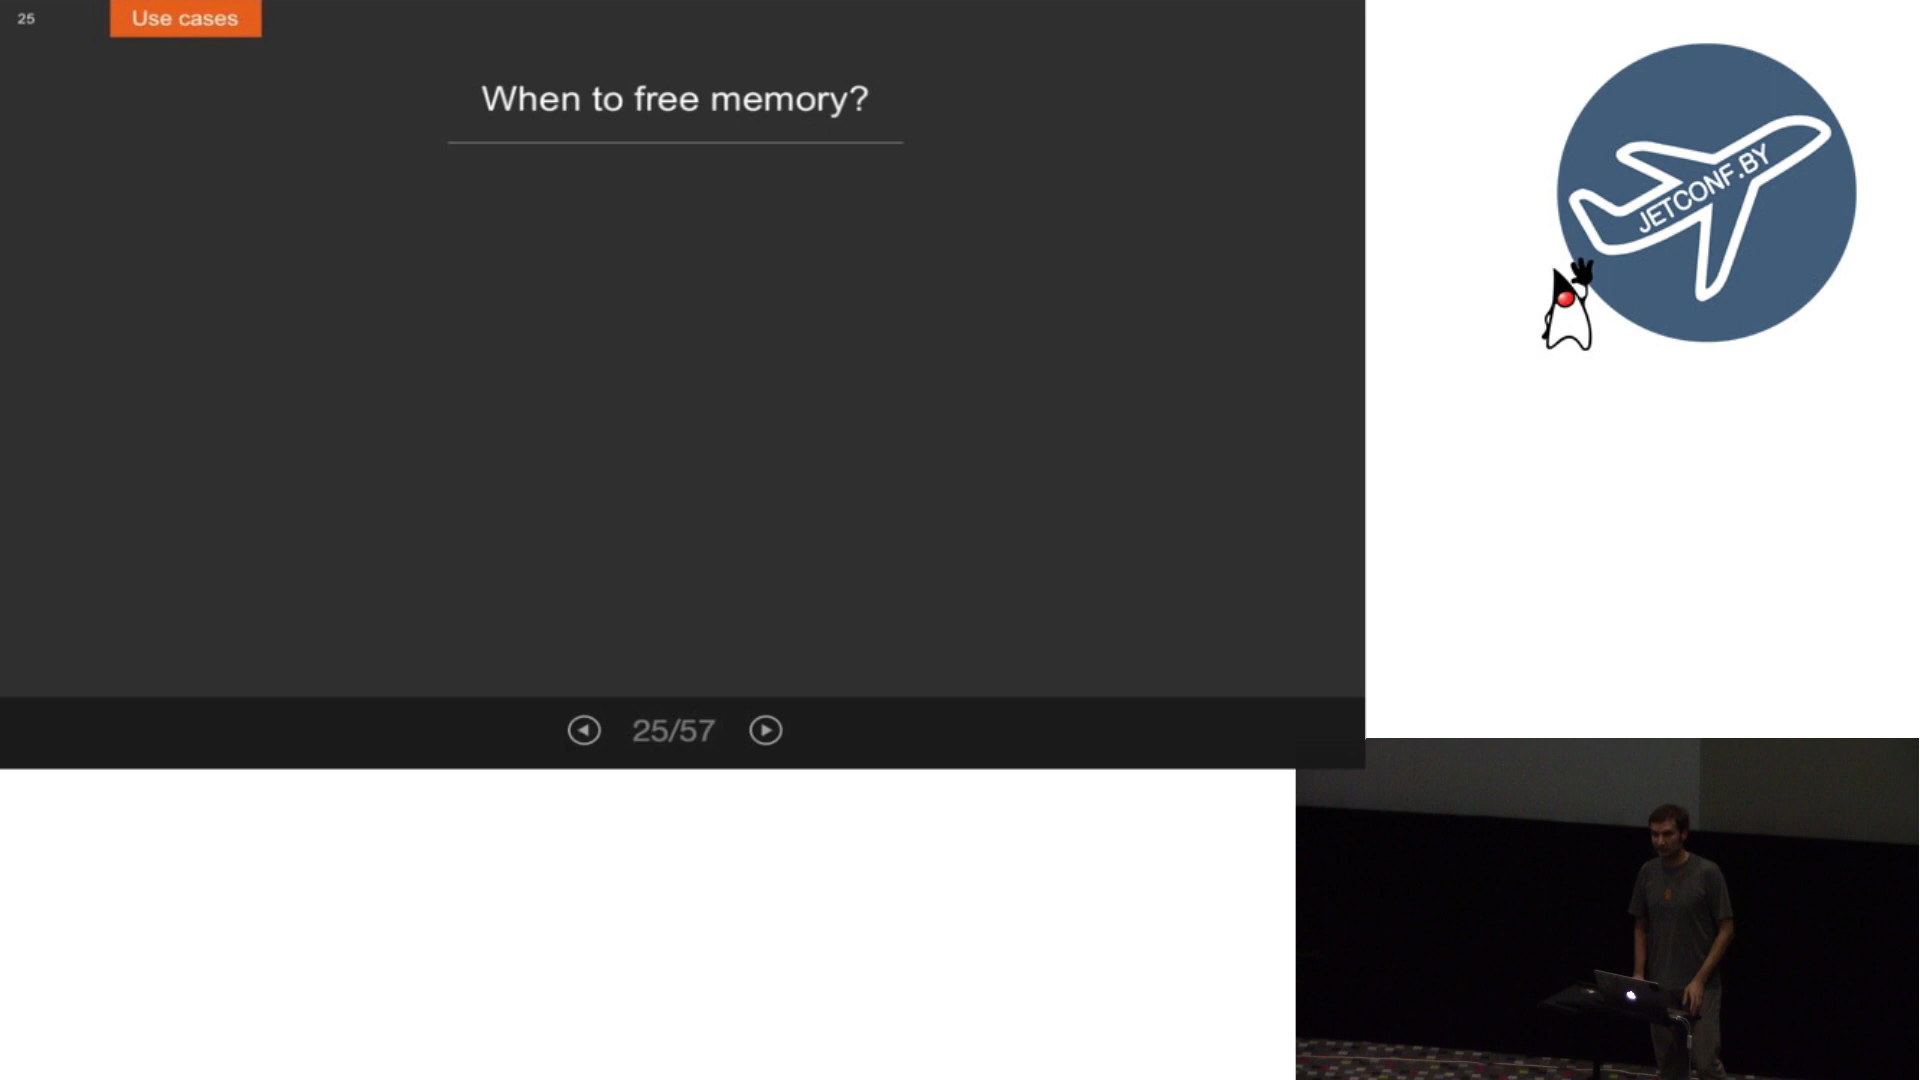 25
Use cases
When to free memory?
25/57
JETCONF.BY